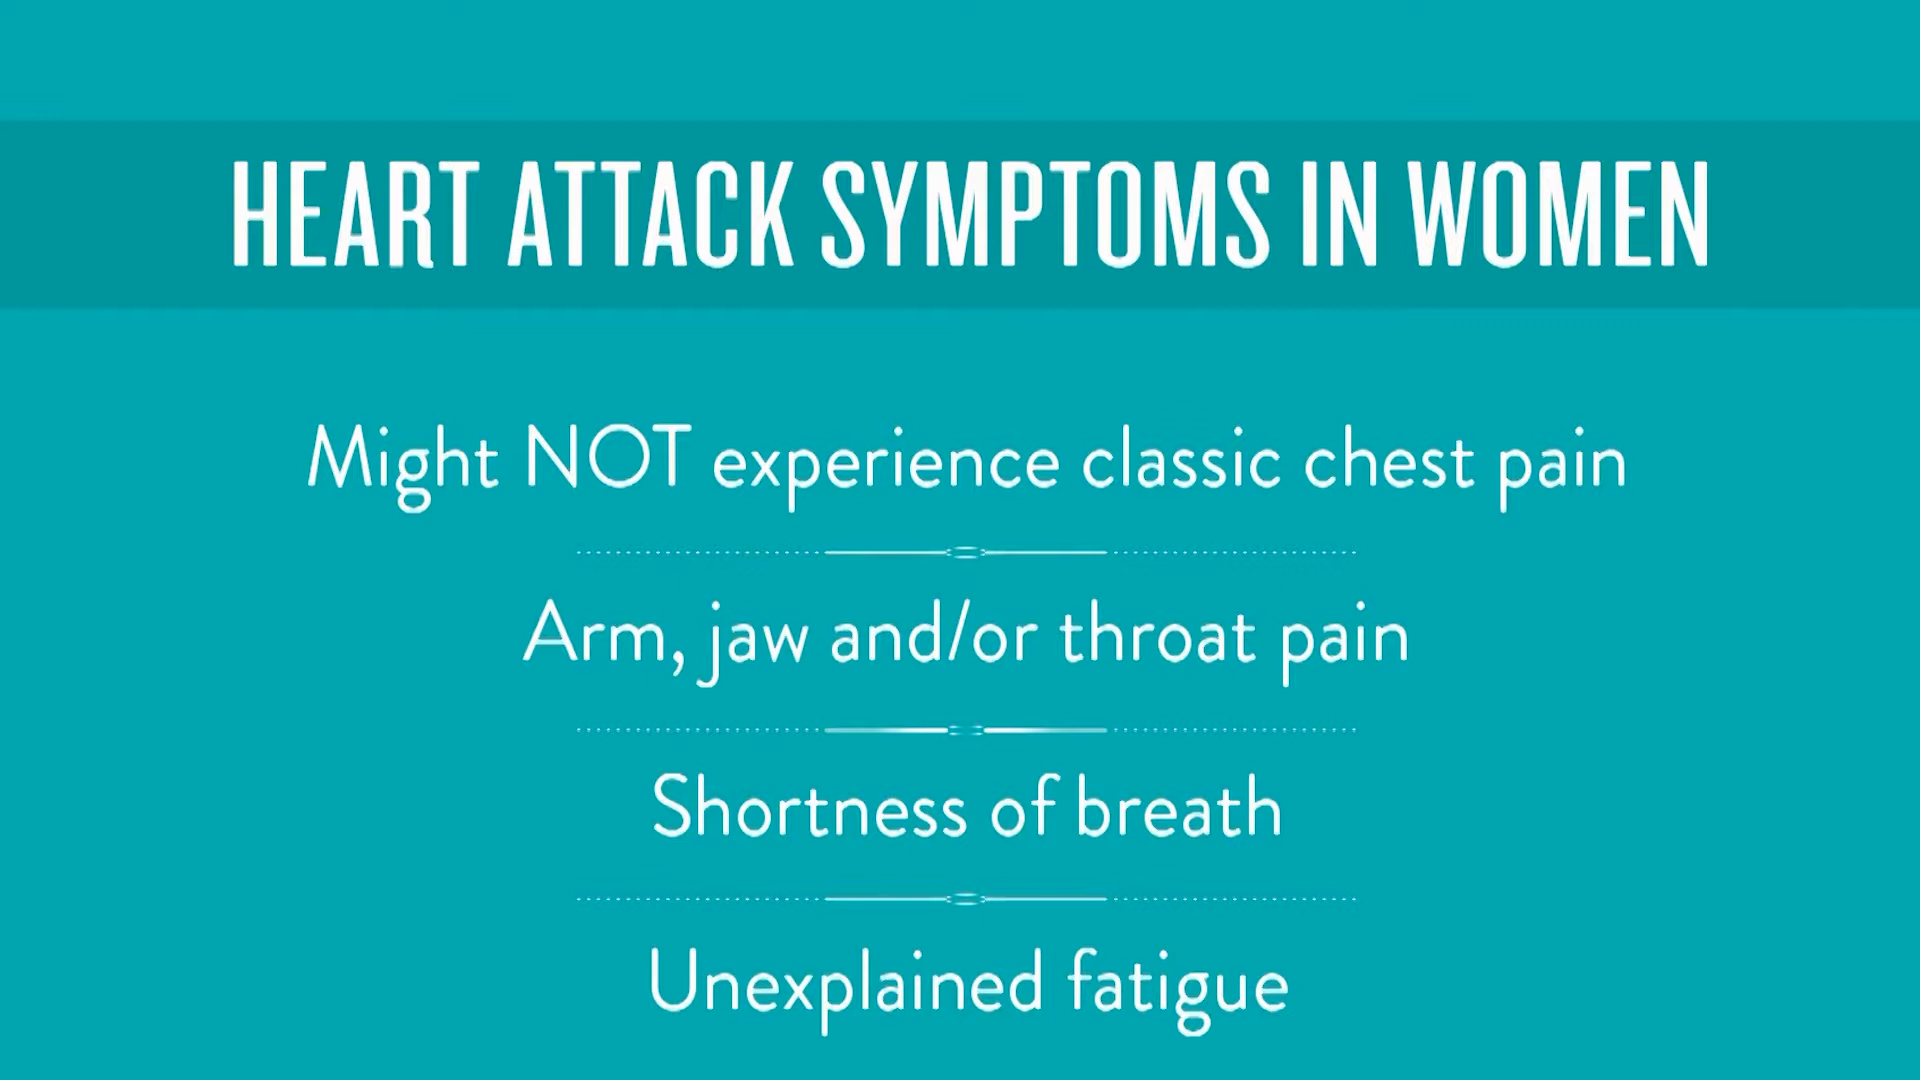 HEART ATTACK SYMPTOMS IN WOMEN
Might NOT experience classic chest pain
Arm, jaw and/or throat pain
Shortness of breath
Unexplained fatigue